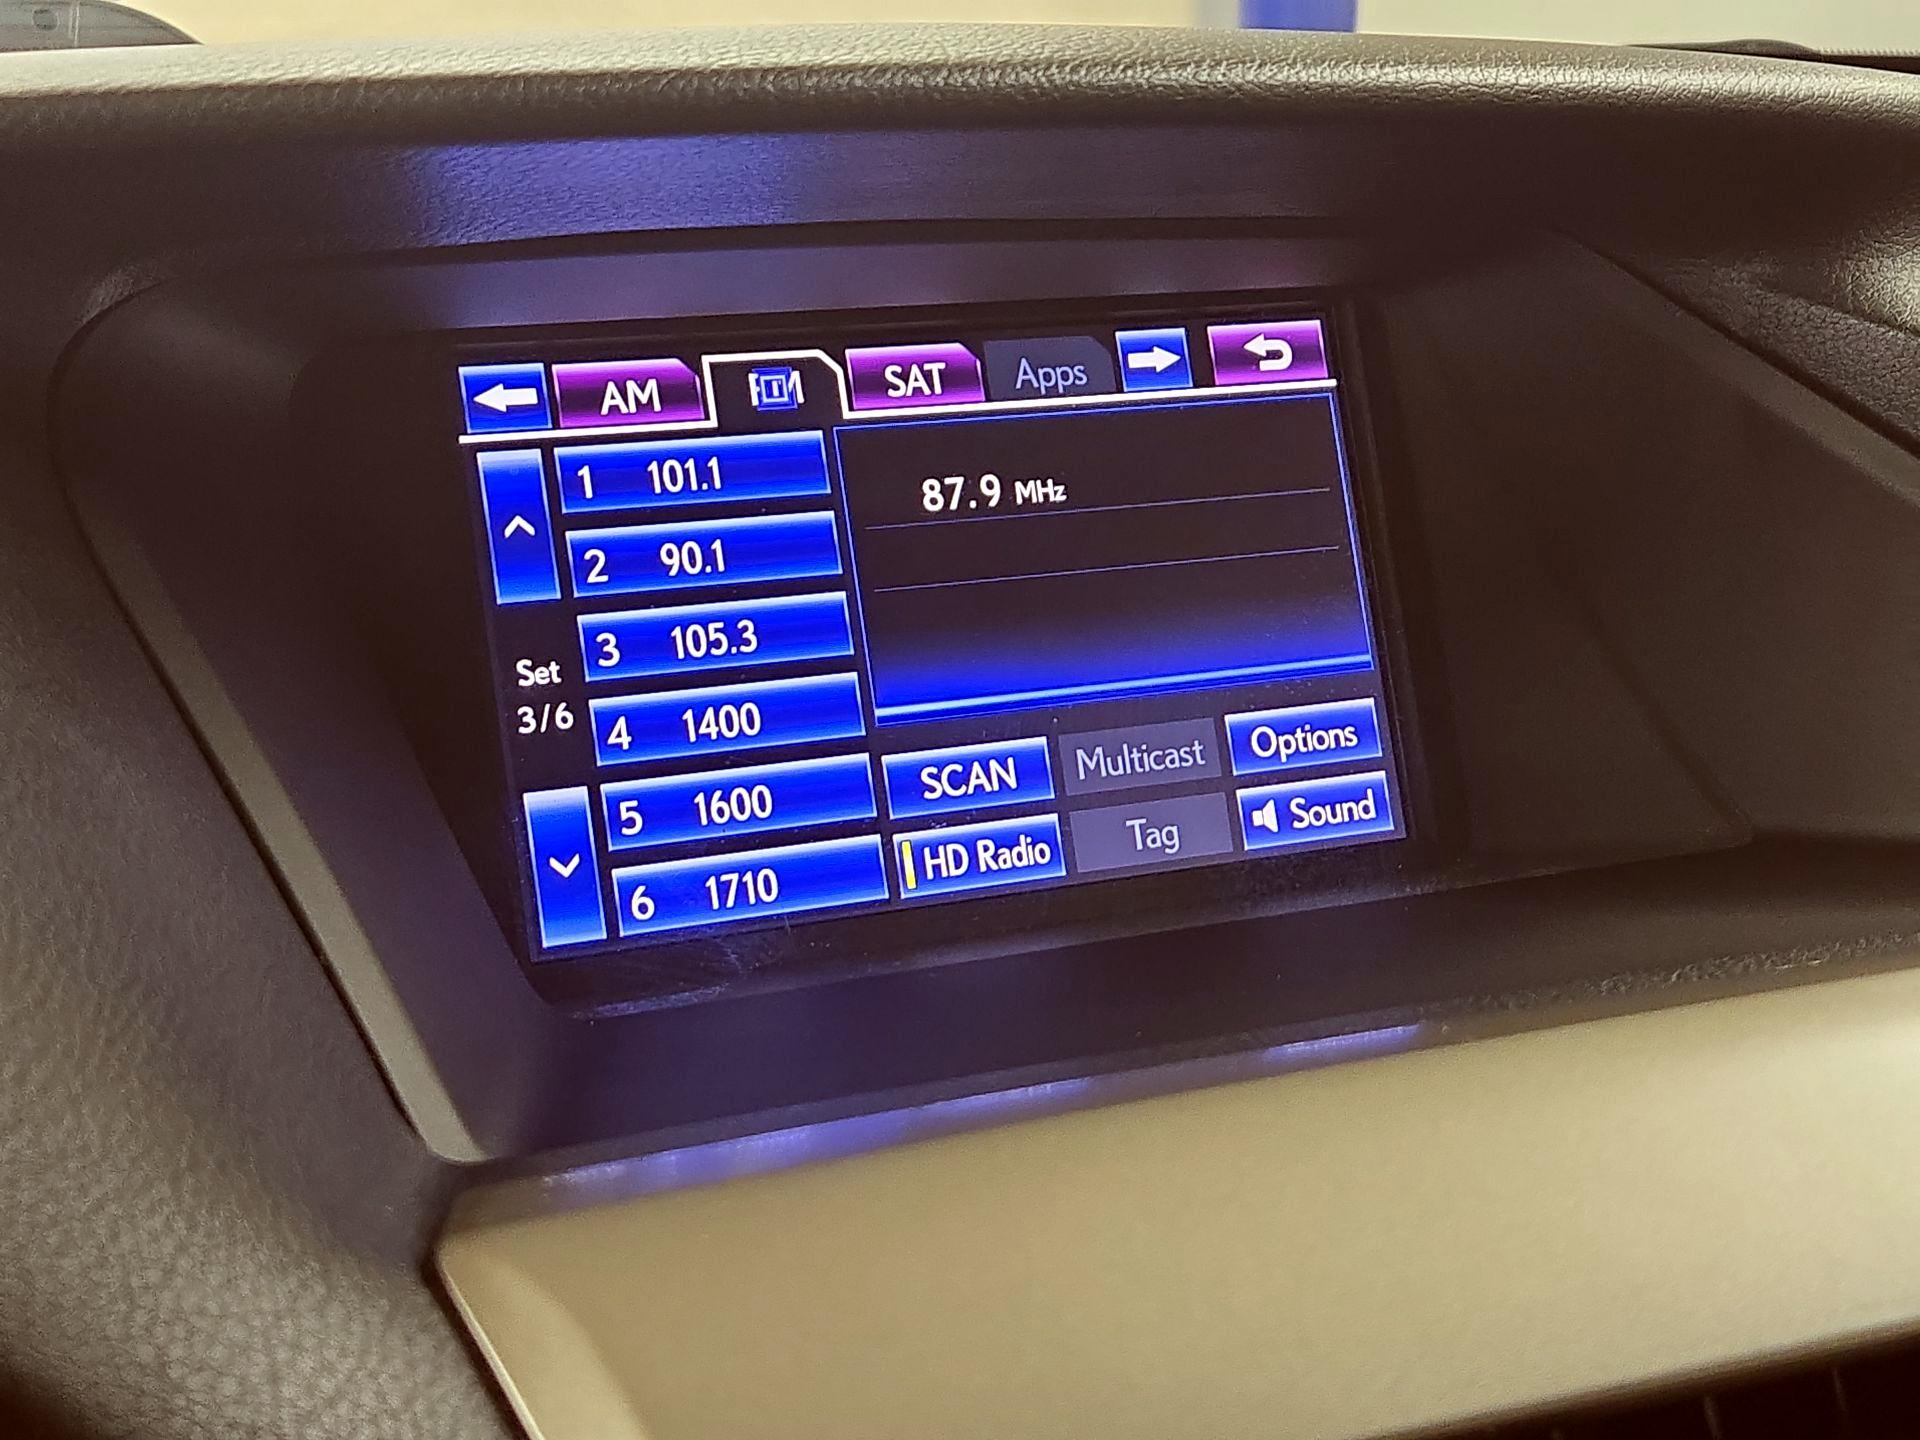 AM FM SAT Apps
1 101.1
87.9 MHz
2 90.1
3 105.3
Set
3/6
4 1400
5 1600
6 1710
SCAN Multicast Options
HD Radio Tag Sound